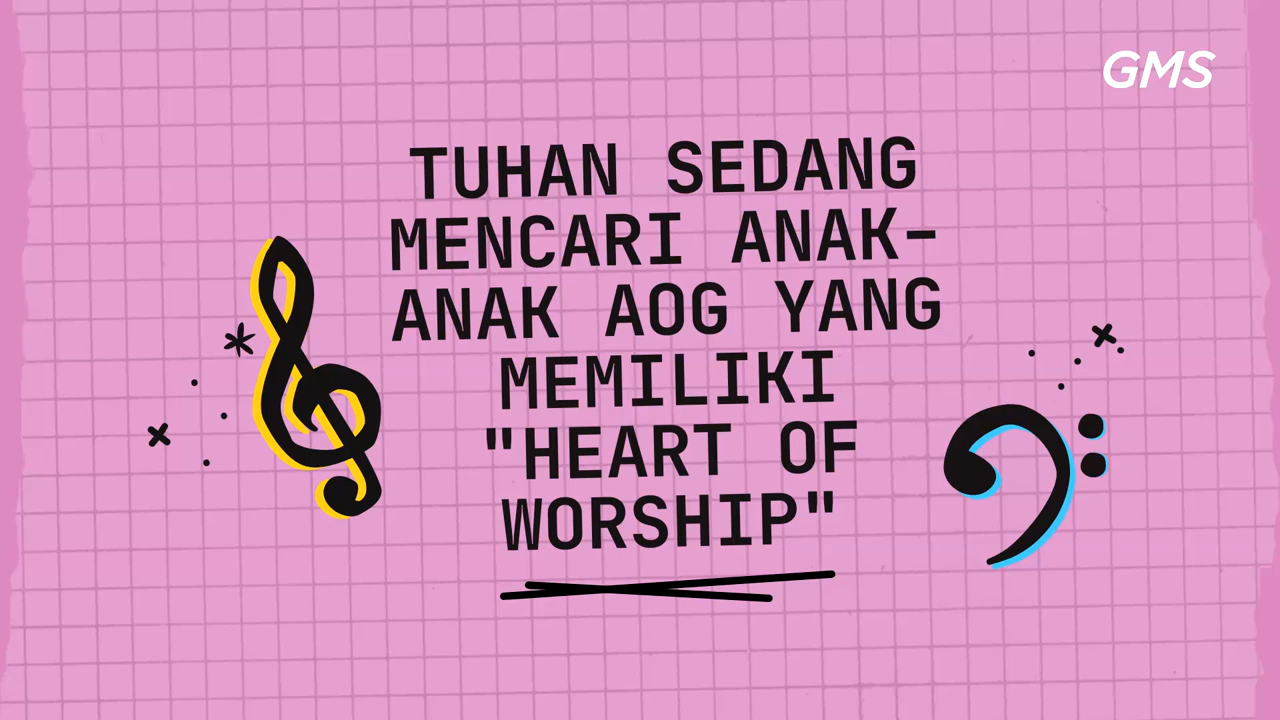 GMS
TUHAN SEDANG
MENCARI ANAK-
ANAK AOG YANG
MEMILIKI
"HEART OF
WORSHIP"